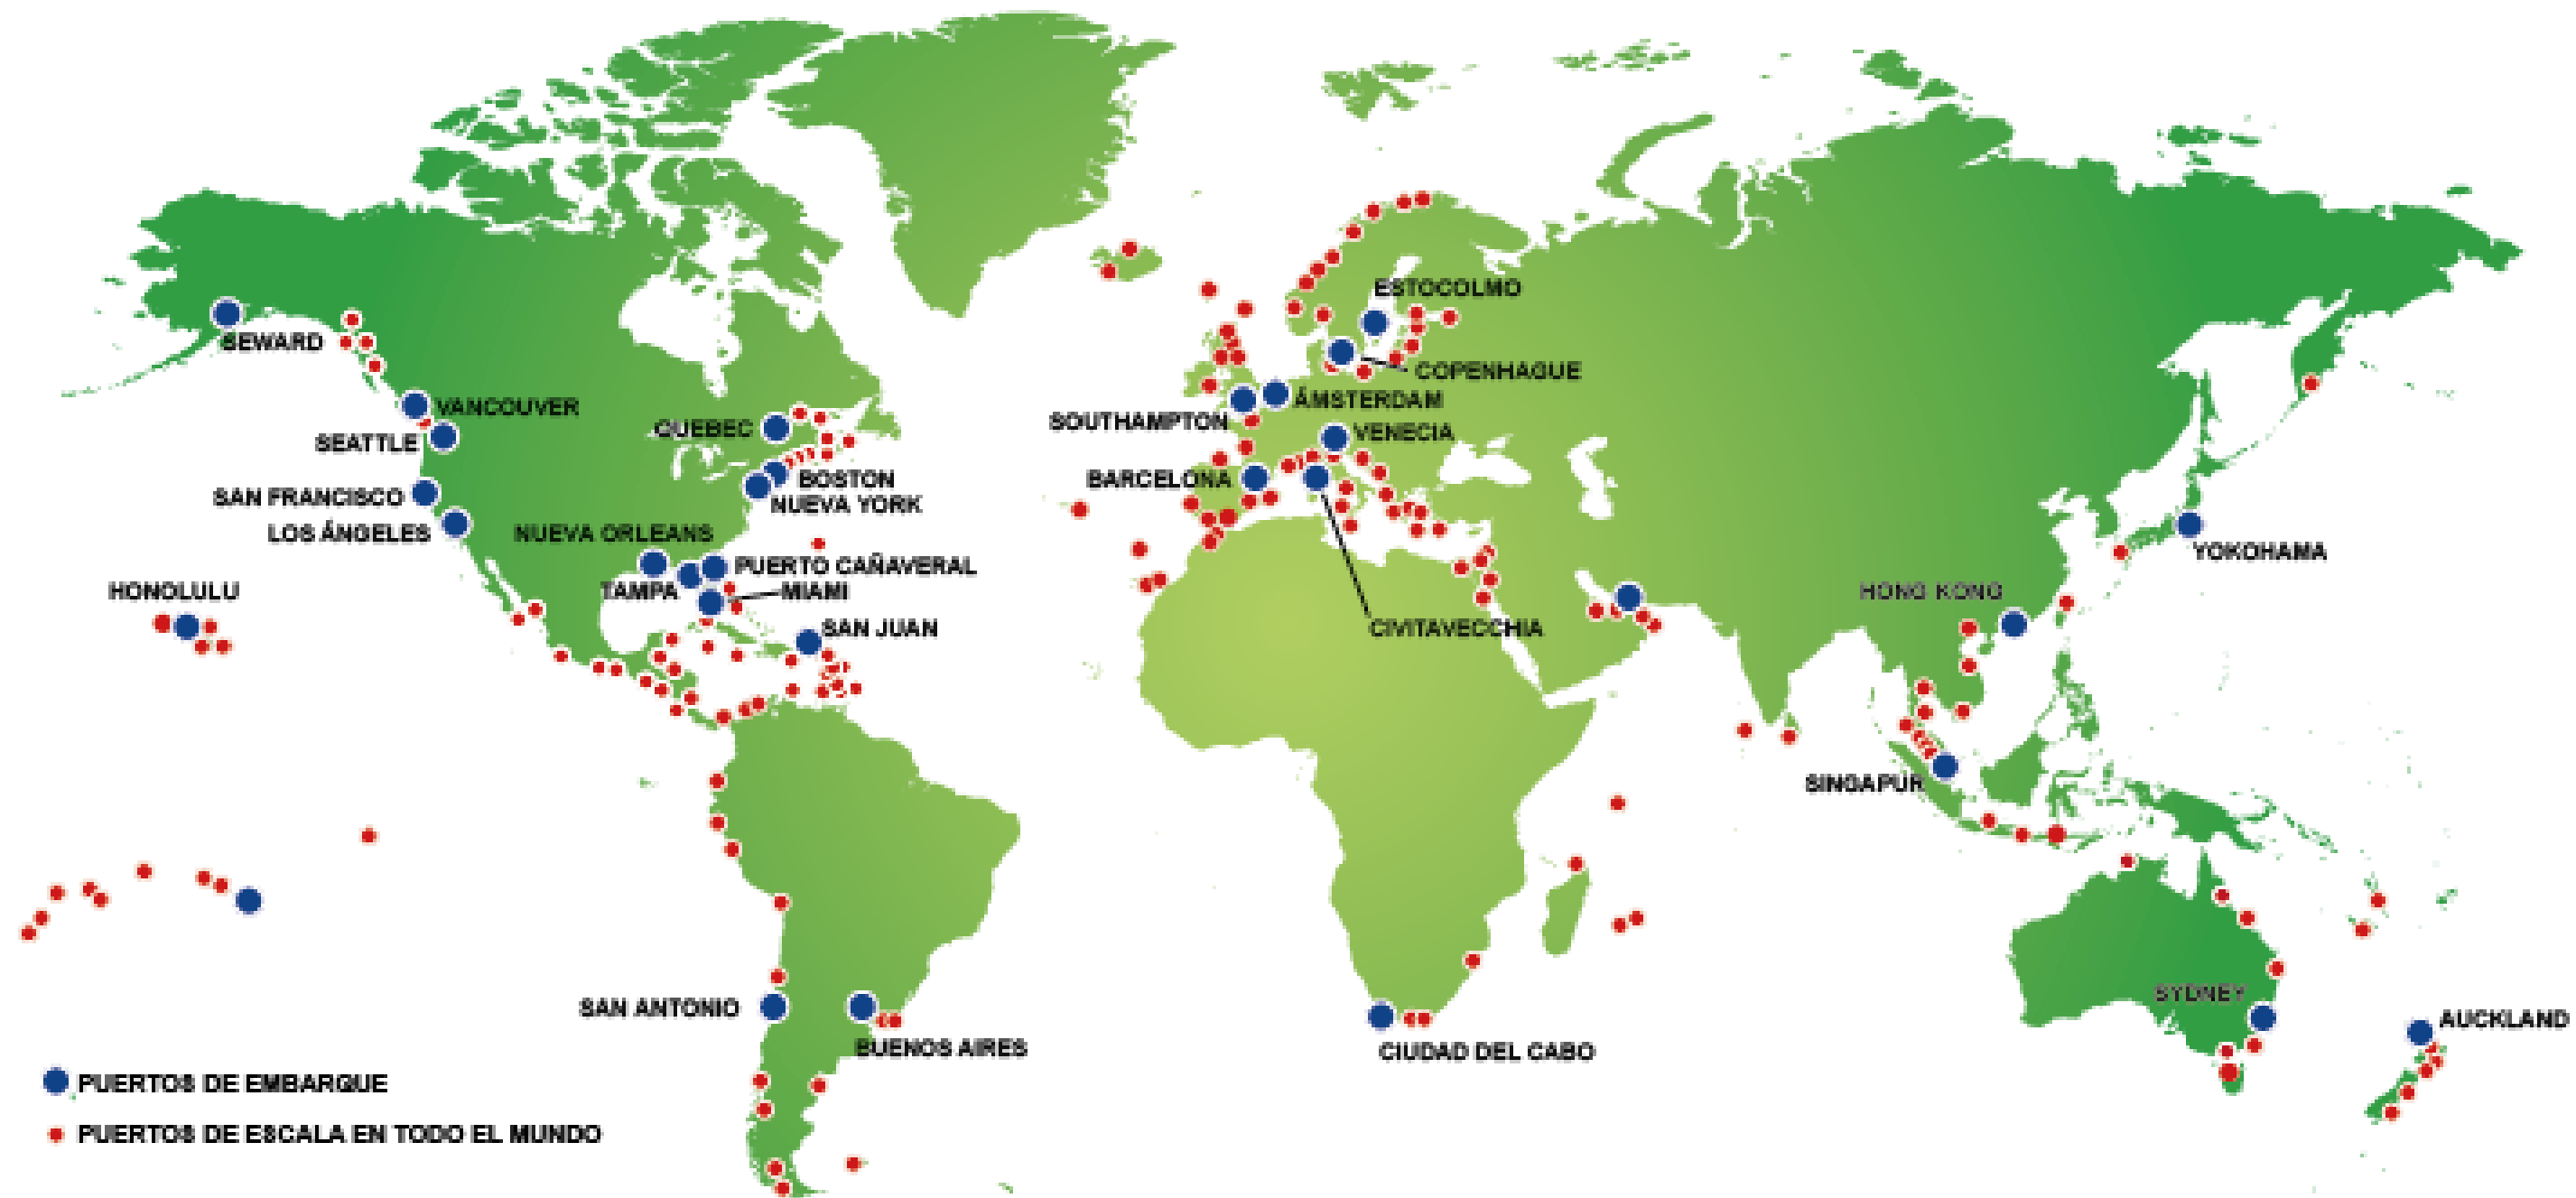 ESTOCOLMO
SEWARD
COPENHAGUE
VANCOUVER
ÁMSTERDAM
QUEBEC
SOUTHAMPTON
VENECIA
SEATTLE
BOSTON
BARCELONA
SAN FRANCISCO
NUEVA YORK
LOS ÁNGELES
NUEVA ORLEANS
YOKOHAMA
PUERTO CAÑAVERAL
HONOLULU
TAMPA
MIAMI
HONG KONG
SAN JUAN
CIVITAVECCHIA
SINGAPUR
SYDNEY
SAN ANTONIO
AUCKLAND
BUENOS AIRES
CIUDAD DEL CABO
PUERTOS DE EMBARQUE
PUERTOS DE ESCALA EN TODO EL MUNDO